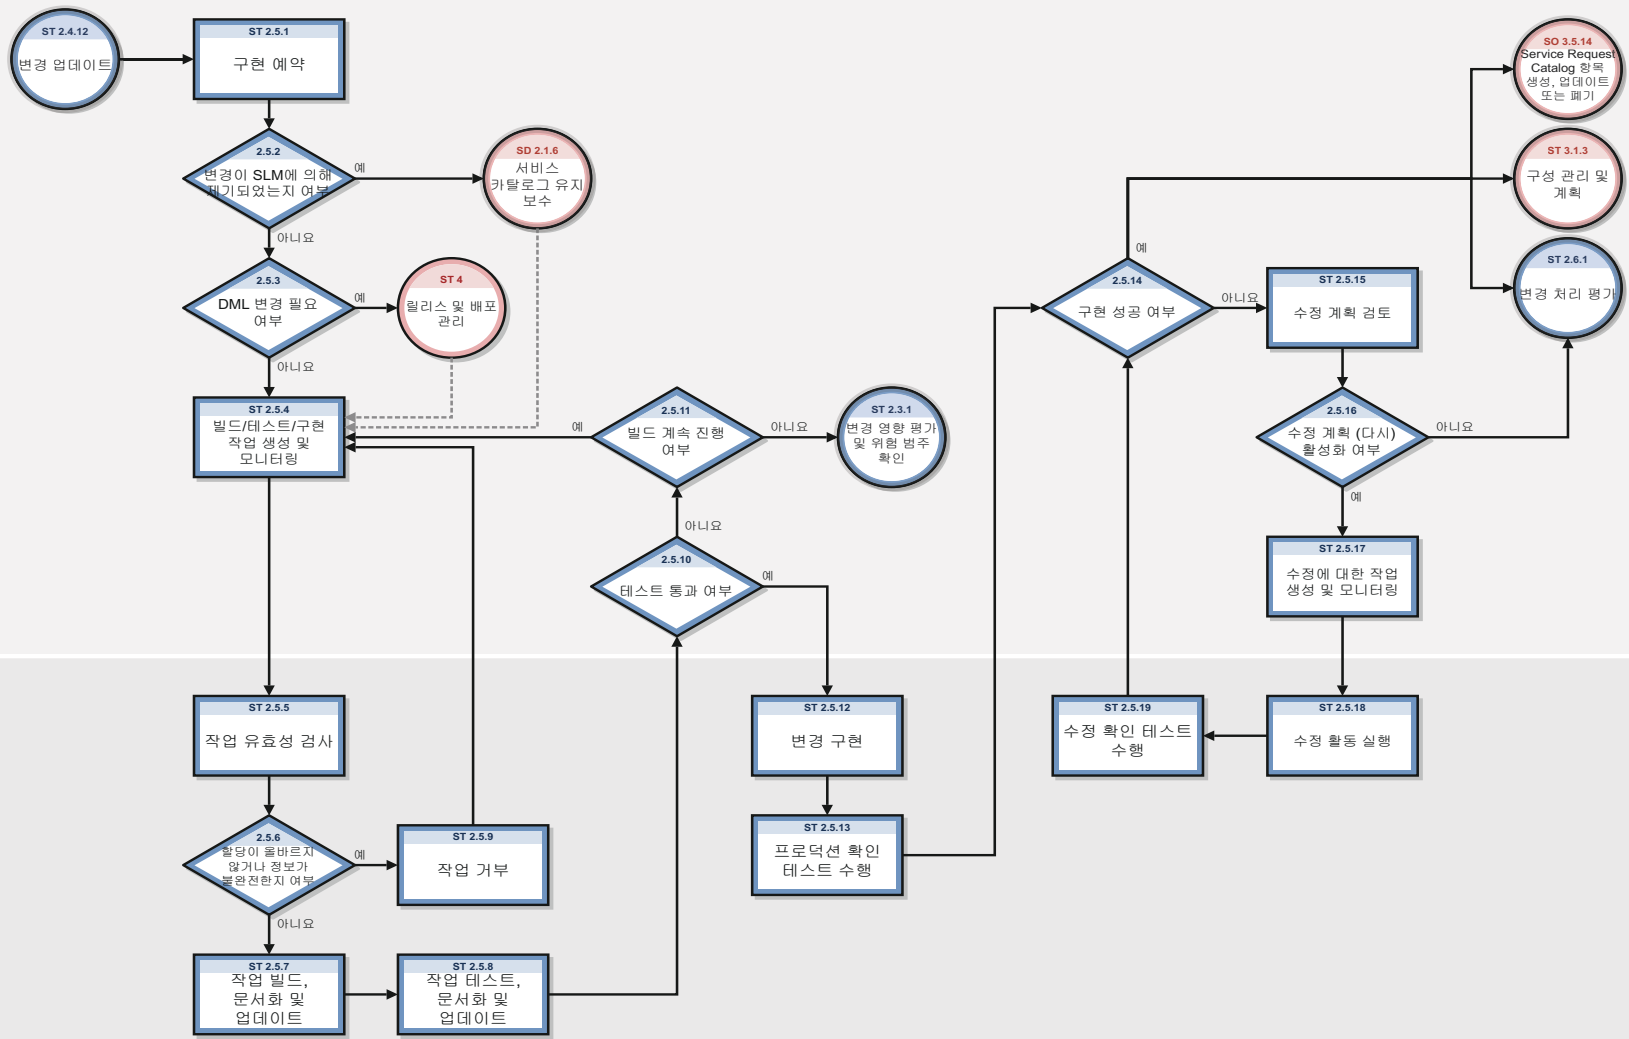 ST 2.4.12
변경 업데이트
ST 2.5.1
구현 예약
2.5.2
변경이 SLM에 의해
제기되었는지 여부
예
아니요
SD 2.1.6
서비스
카탈로그 유지
보수
2.5.3
DML 변경 필요
여부
예
아니요
ST 4
릴리스 및 배포
관리
ST 2.5.4
빌드/테스트/구현
작업 생성 및
모니터링
ST 2.5.5
작업 유효성 검사
2.5.6
할당이 올바르지
않거나 정보가
불완전한지 여부
예
아니요
ST 2.5.9
작업 거부
ST 2.5.7
작업 빌드,
문서화 및
업데이트
ST 2.5.8
작업 테스트,
문서화 및
업데이트
2.5.10
테스트 통과 여부
아니요
예
2.5.11
빌드 계속 진행
여부
예
아니요
ST 2.3.1
변경 영향 평가
및 위험 범주
확인
ST 2.5.12
변경 구현
ST 2.5.13
프로덕션 확인
테스트 수행
2.5.14
구현 성공 여부
예
아니요
SO 3.5.14
Service Request
Catalog 항목
생성, 업데이트
또는 폐기
ST 3.1.3
구성 관리 및
계획
ST 2.6.1
변경 처리 평가
ST 2.5.15
수정 계획 검토
2.5.16
수정 계획 (다시)
활성화 여부
아니요
예
ST 2.5.17
수정에 대한 작업
생성 및 모니터링
ST 2.5.18
수정 활동 실행
ST 2.5.19
수정 확인 테스트
수행